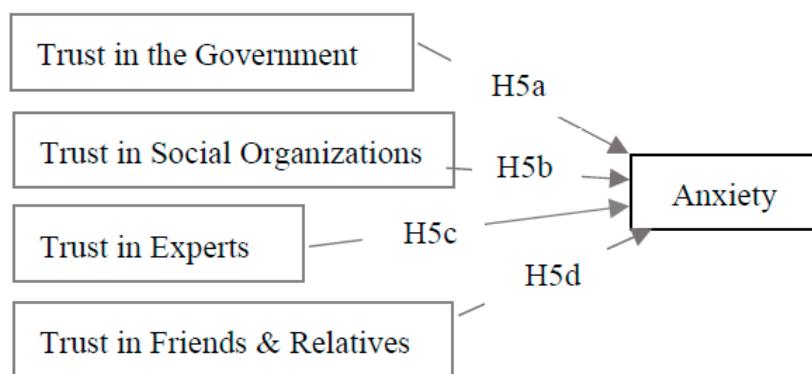 Trust in the Government
H5a
Trust in Social Organizations
H5b
Anxiety
Trust in Experts
H5c
H5d
Trust in Friends & Relatives